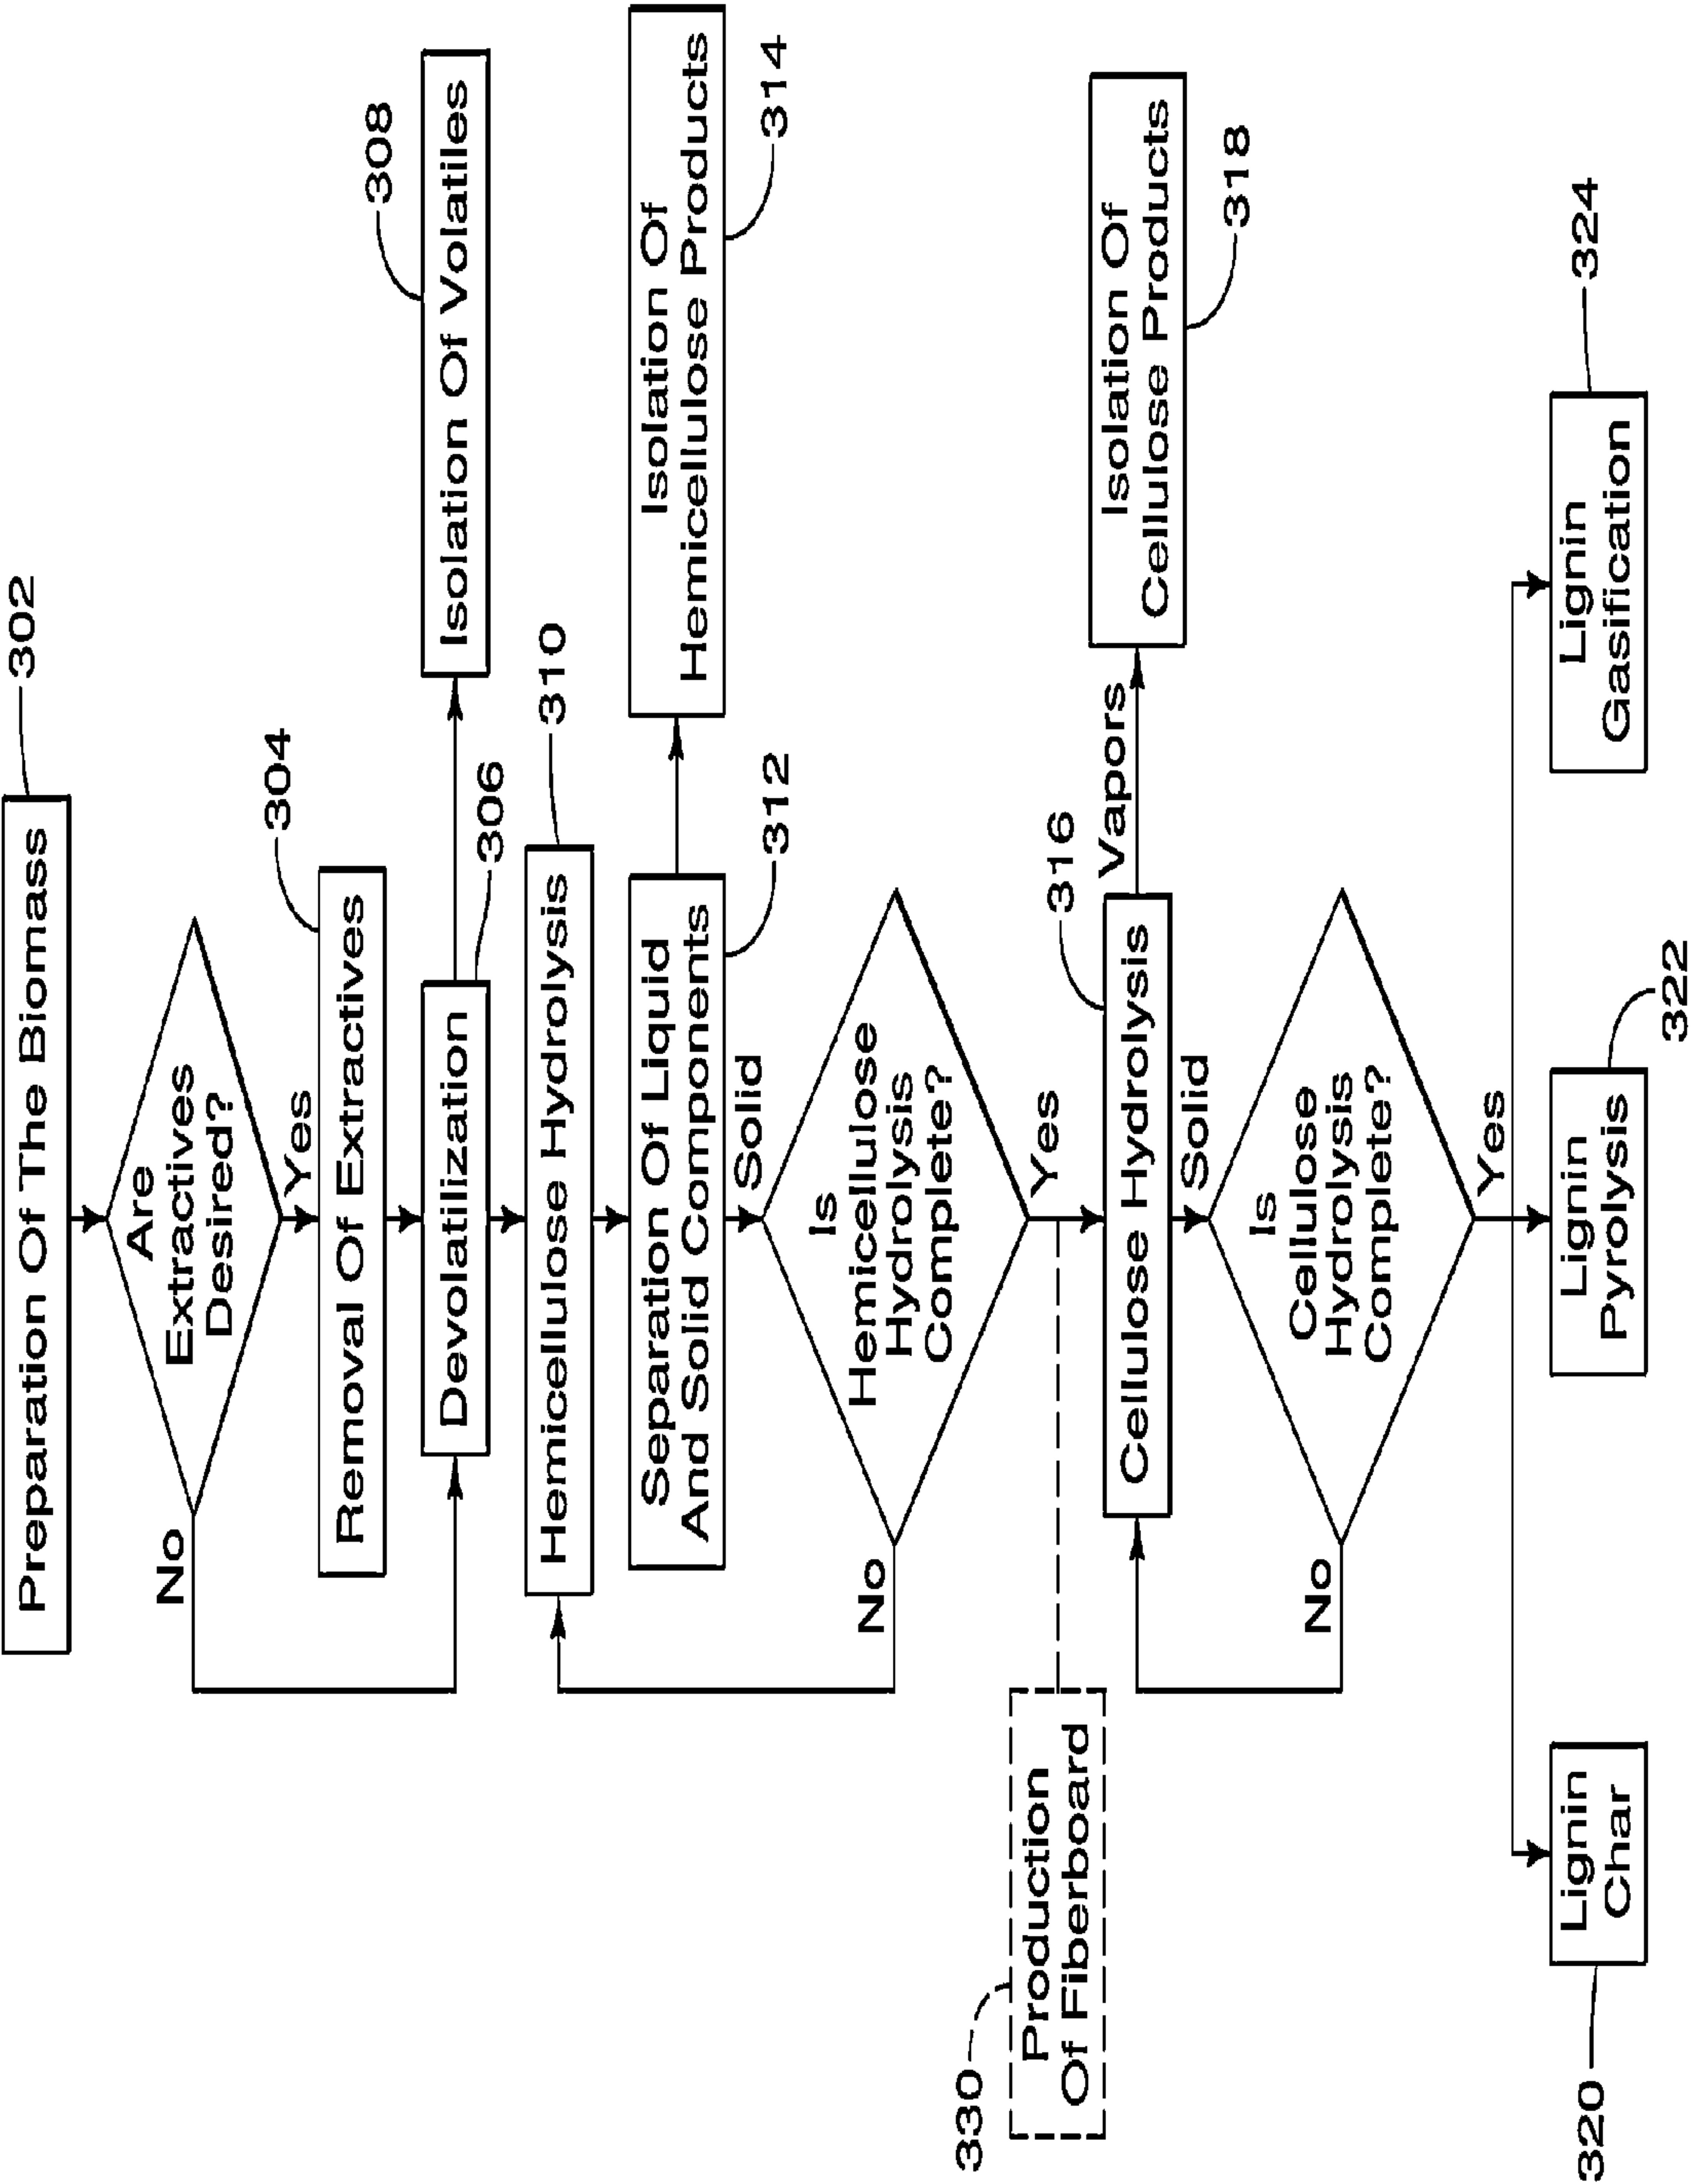 302
Preparation Of The Biomass
Are
Extractives
Desired?
No
Yes
304
Removal Of Extractives
308
Devolatilization
306
Isolation Of Volatiles
310
Hemicellulose Hydrolysis
Separation Of Liquid
And Solid Components
312
Isolation Of
Hemicellulose Products
314
Solid
Is
Hemicellulose
Hydrolysis
Complete?
No
Yes
330
Production
Of Fiberboard
316
Cellulose Hydrolysis
Vapors
Isolation Of
Cellulose Products
318
Solid
Is
Cellulose
Hydrolysis
Complete?
No
Yes
Lignin
Char
320
Lignin
Pyrolysis
322
Lignin
Gasification
324